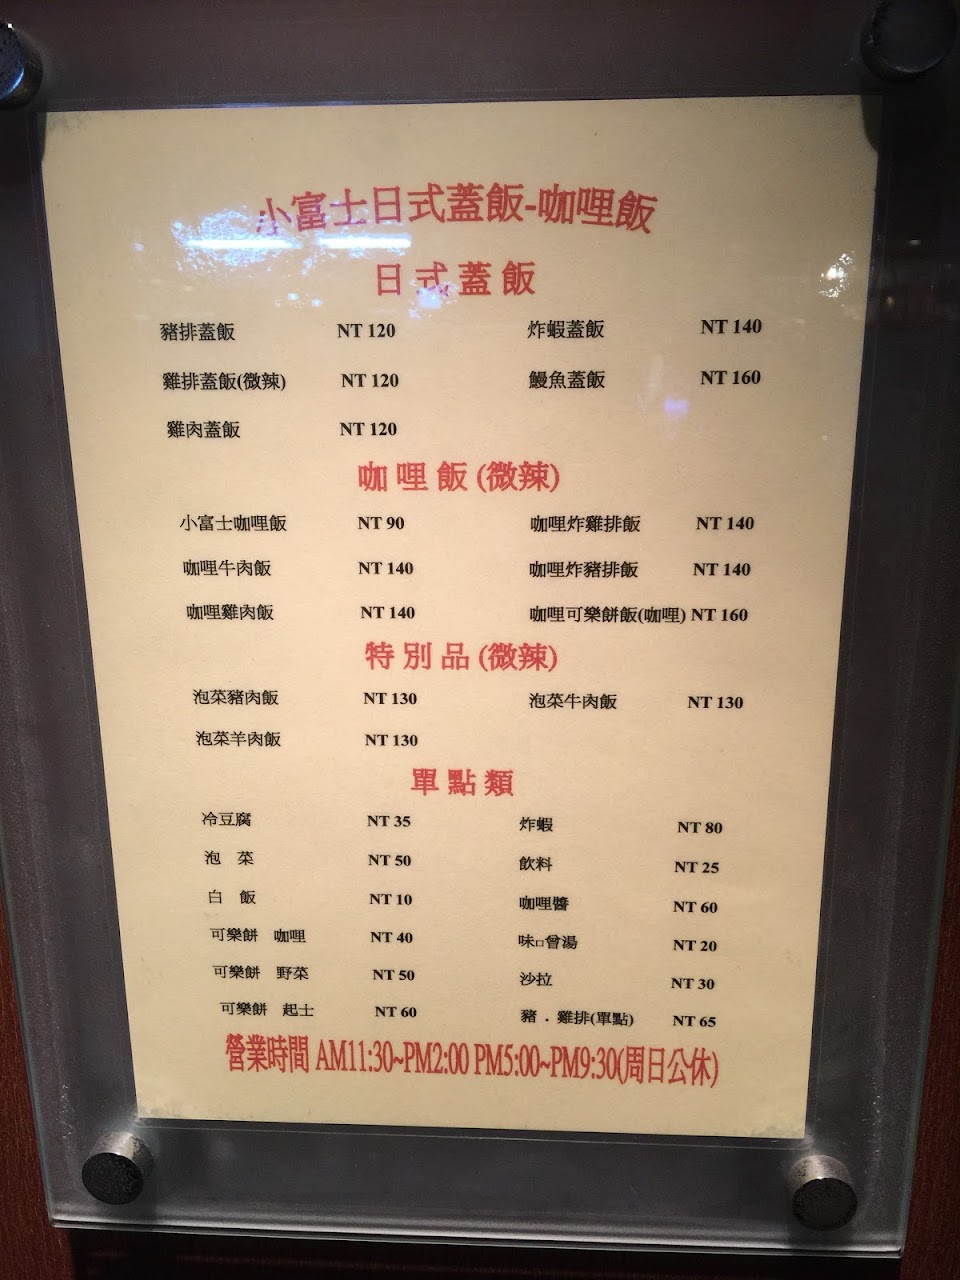 小富士日式蓋飯-咖哩飯
日式蓋飯
豬排蓋飯 NT 120 炸蝦蓋飯 NT 140
雞排蓋飯(微辣) NT 120 鰻魚蓋飯 NT 160
雞肉蓋飯 NT 120
咖哩飯(微辣)
小富士咖哩飯 NT 90 咖哩炸雞排飯 NT 140
咖哩牛肉飯 NT 140 咖哩炸豬排飯 NT 140
咖哩雞肉飯 NT 140 咖哩可樂餅飯(咖哩) NT 160
特別品(微辣)
泡菜豬肉飯 NT 130 泡菜牛肉飯 NT 130
泡菜羊肉飯 NT 130
單點類
冷豆腐 NT 35 炸蝦 NT 80
泡 菜 NT 50 飲料 NT 25
白 飯 NT 10 咖哩醬 NT 60
可樂餅 咖哩 NT 40 味□曾湯 NT 20
可樂餅 野菜 NT 50 沙拉 NT 30
可樂餅 起士 NT 60 豬．雞排(單點) NT 65
營業時間 AM11:30~PM2:00 PM5:00~PM9:30(周日公休)